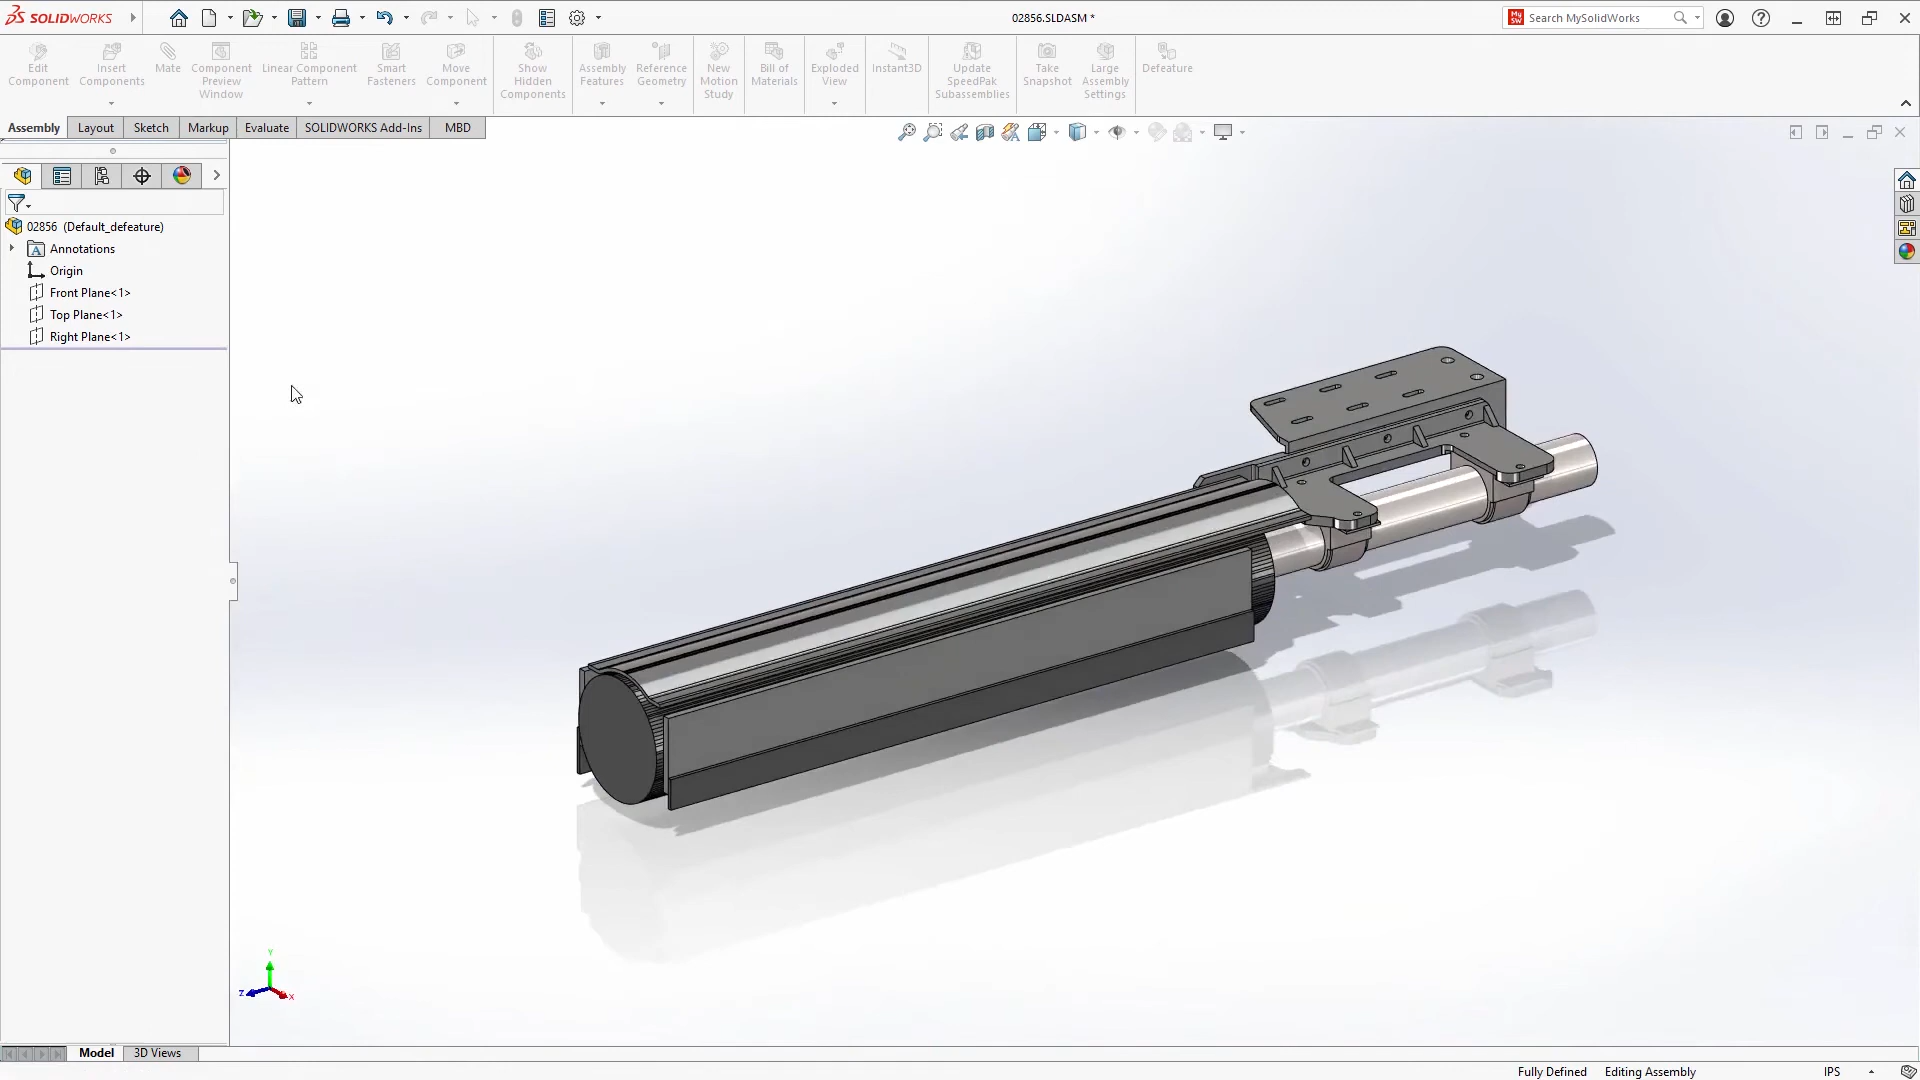 SOLIDWORKS
02856.SLDASM *
Search MySolidWorks
Edit Component
Insert Components
Mate
Component Preview Window
Linear Component Pattern
Smart Fasteners
Move Component
Show Hidden Components
Assembly Features
Reference Geometry
New Motion Study
Bill of Materials
Exploded View
Instant3D
Update SpeedPak Subassemblies
Take Snapshot
Large Assembly Settings
Defeature
Assembly
Layout
Sketch
Markup
Evaluate
SOLIDWORKS Add-Ins
MBD
02856 (Default_defeature)
Annotations
Origin
Front Plane<1>
Top Plane<1>
Right Plane<1>
Y
Z
X
Model
3D Views
Fully Defined
Editing Assembly
IPS